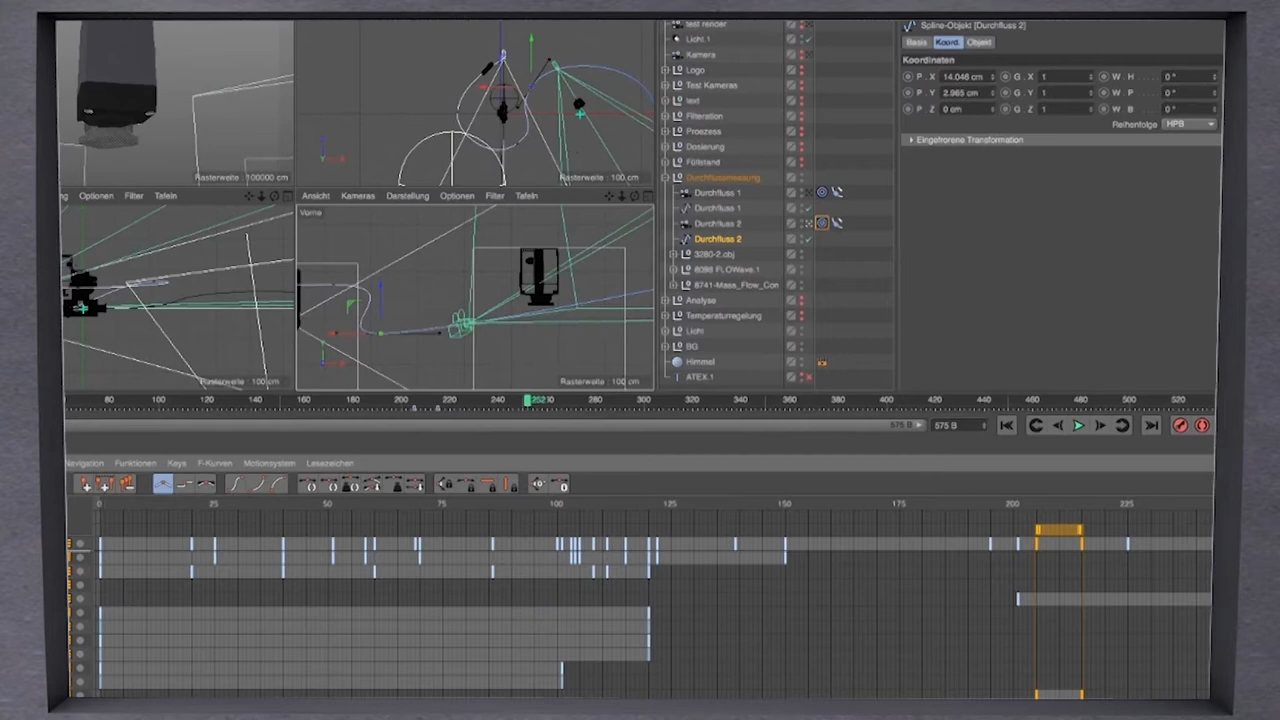 Rasterweite : 100000 cm
Rasterweite : 100 cm
Optionen Filter Tafeln
Ansicht Kameras Darstellung Optionen Filter Tafeln
Vorne
Rasterweite : 100 cm
Rasterweite : 100 cm
test render
Licht.1
Kamera
Logo
Test Kameras
text
Filteration
Prozess
Dosierung
Füllstand
Durchflussmessung
Durchfluss 1
Durchfluss 1
Durchfluss 2
Durchfluss 2
3280-2.obj
8098 FLOWave.1
8741-Mass_Flow_Con
Analyse
Temperaturregelung
Licht
BG
Himmel
ATEX.1
Spline-Objekt [Durchfluss 2]
Basis Koord. Objekt
Koordinaten
P . X 14.046 cm G . X 1 W . H 0 °
P . Y 2.965 cm G . Y 1 W . P 0 °
P . Z 0 cm G . Z 1 W . B 0 °
Reihenfolge HPB
Eingefrorene Transformation
80 100 120 140 160 180 200 220 240 252 280 300 320 340 360 380 400 420 440 460 480 500 520
575 B 575 B
Navigation Funktionen Keys F-Kurven Motionsystem Lesezeichen
0 25 50 75 100 125 150 175 200 225